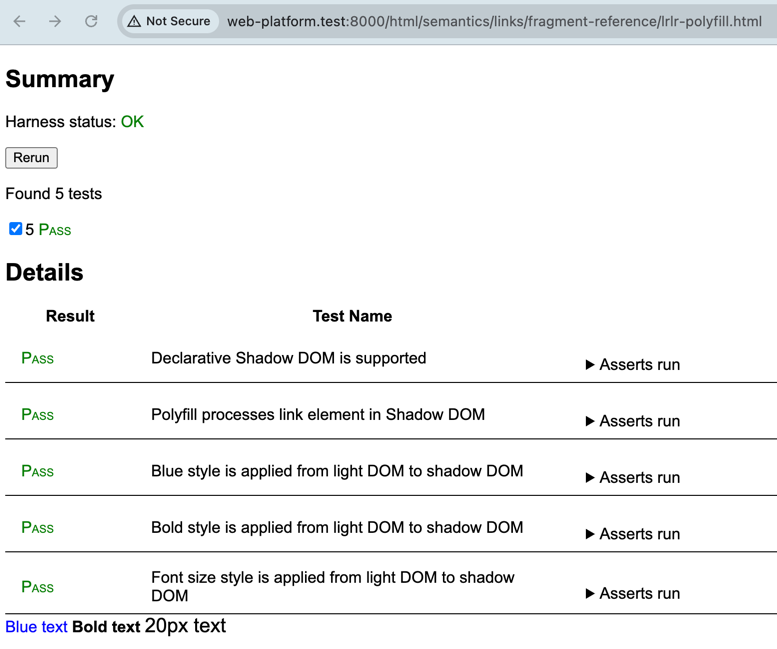 Not Secure web-platform.test:8000/html/semantics/links/fragment-reference/lrlr-polyfill.html
Summary
Harness status: OK
Rerun
Found 5 tests
5 Pass
Details
Result Test Name
Pass Declarative Shadow DOM is supported ▶ Asserts run
Pass Polyfill processes link element in Shadow DOM ▶ Asserts run
Pass Blue style is applied from light DOM to shadow DOM ▶ Asserts run
Pass Bold style is applied from light DOM to shadow DOM ▶ Asserts run
Pass Font size style is applied from light DOM to shadow
DOM ▶ Asserts run
Blue text Bold text 20px text